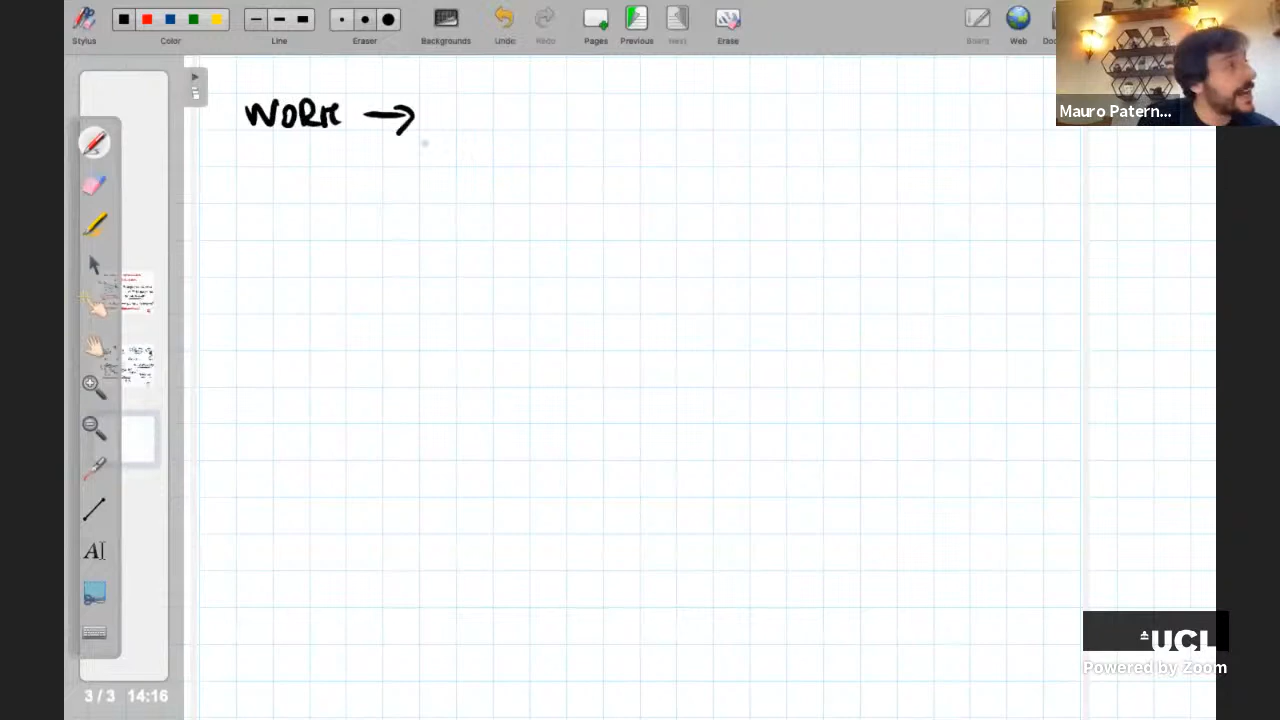 Stylus
Color
Line
Eraser
Backgrounds
Undo
Redo
Pages
Previous
Next
Erase
Board
Web
Mauro Patern...
WORK →
3 / 3 14:16
UCL
Powered by Zoom